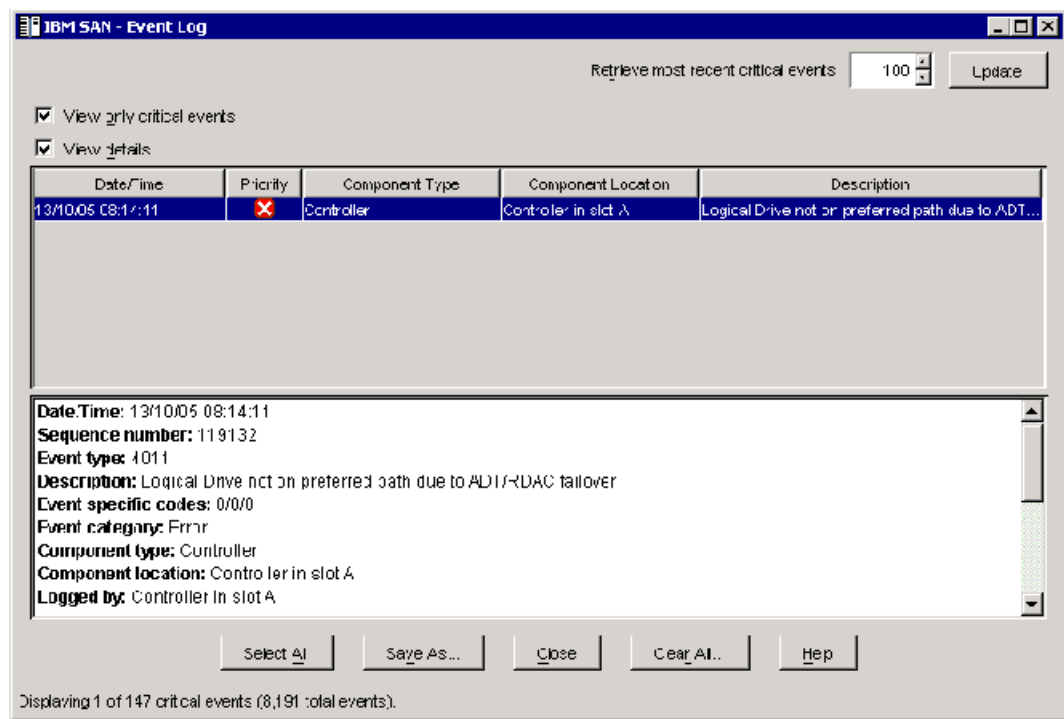 IBM SAN - Event Log
Retrieve most recent critical events 100 Update
View only critical events
View details
Date/Time Priority Component Type Component Location Description
13/10/05 08:14:11 Controller Controller in slot A Logical Drive not on preferred path due to ADT...
Date/Time: 13/10/05 08:14:11
Sequence number: 119132
Event type: 4011
Description: Logical Drive not on preferred path due to ADT/RDAC failover
Event specific codes: 0/0/0
Event category: Error
Component type: Controller
Component location: Controller in slot A
Logged by: Controller in slot A
Select All Save As... Close Clear All... Help
Displaying 1 of 147 critical events (8,191 total events).